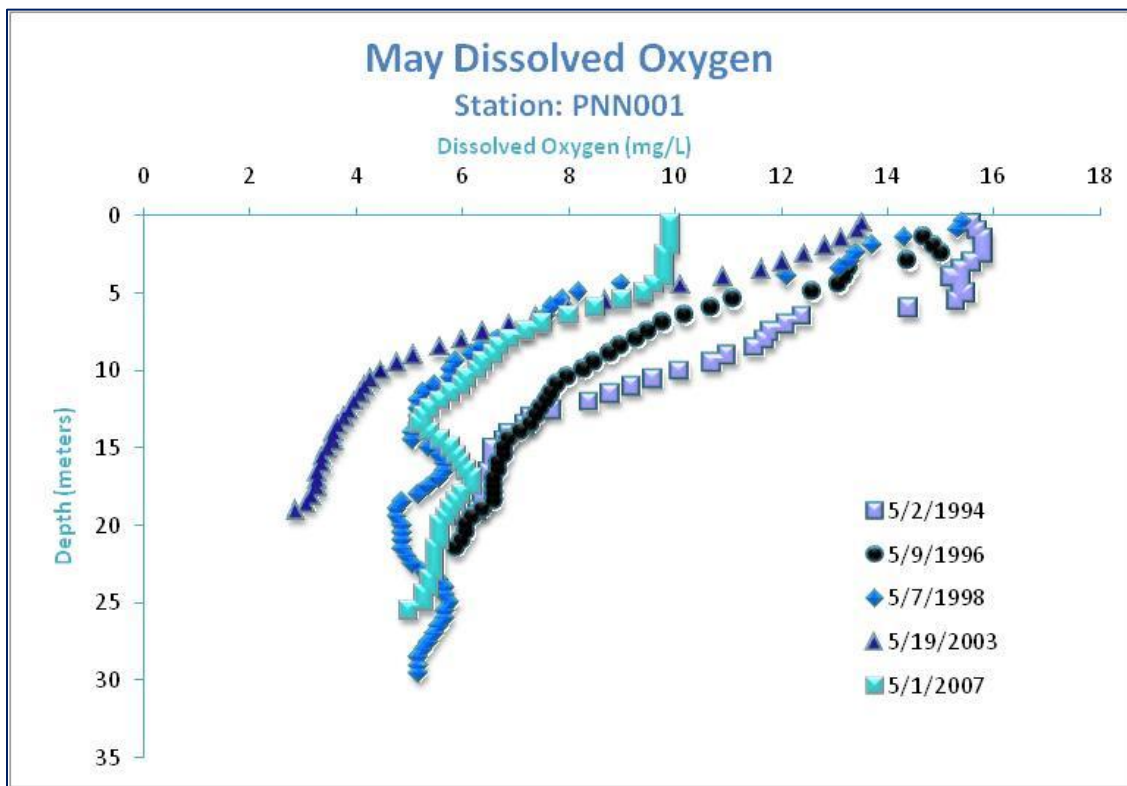 May Dissolved Oxygen
Station: PNN001
Dissolved Oxygen (mg/L)
0 2 4 6 8 10 12 14 16 18
0
5
10
15
20
25
30
35
Depth (meters)
5/2/1994
5/9/1996
5/7/1998
5/19/2003
5/1/2007